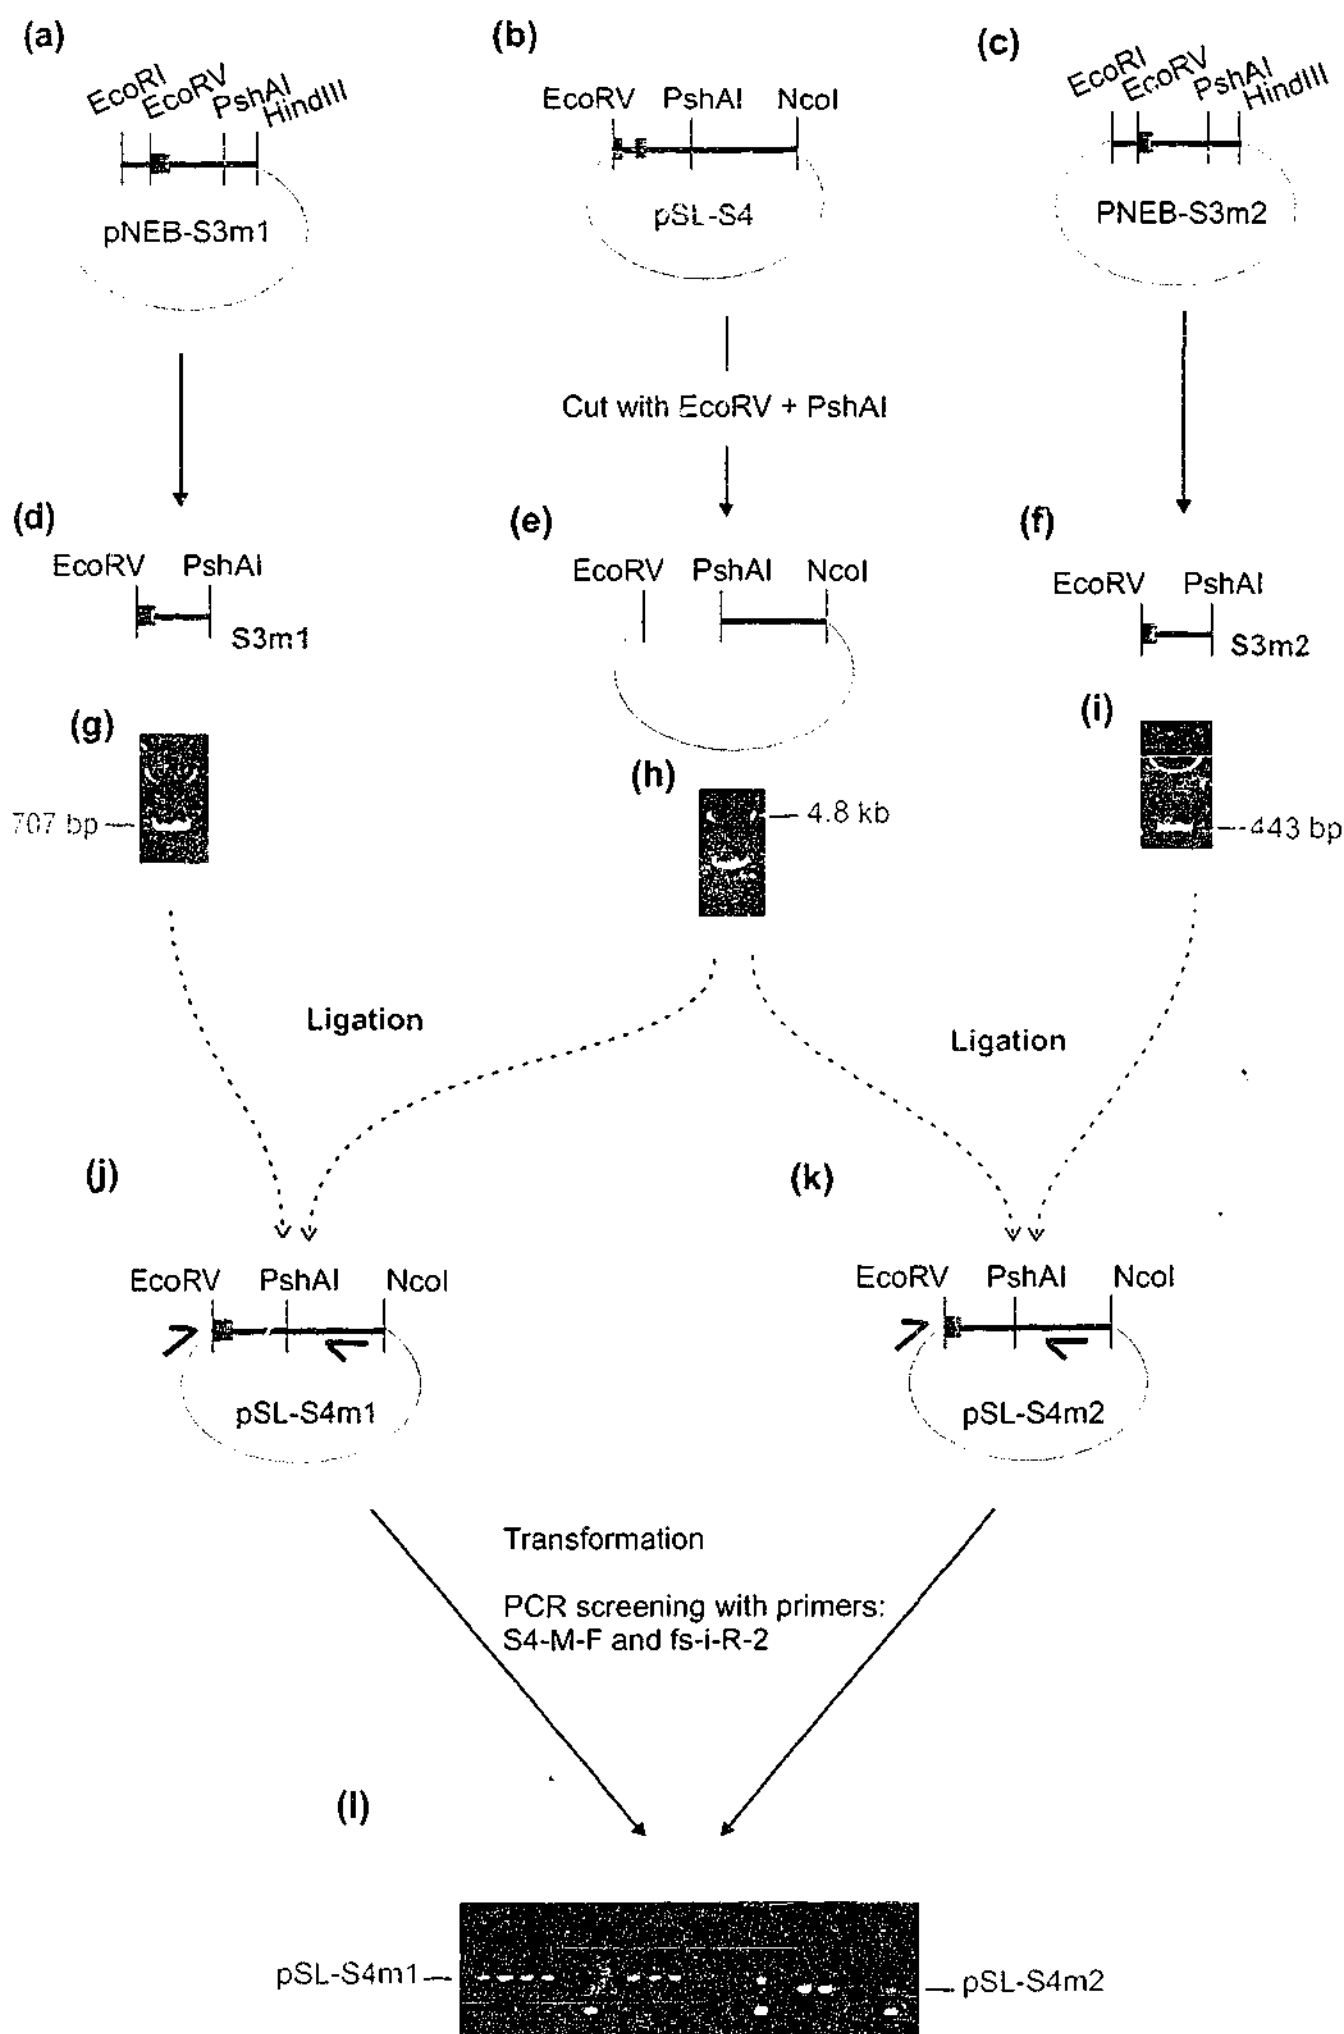 (a)
(b)
(c)
EcoRI
EcoRV
PshAI
HindIII
EcoRV PshAI NcoI
EcoRI
EcoRV
PshAI
HindIII
pNEB-S3m1
pSL-S4
PNEB-S3m2
Cut with EcoRV + PshAI
(d)
(e)
(f)
EcoRV PshAI
EcoRV PshAI NcoI
EcoRV PshAI
S3m1
S3m2
(g)
(h)
(i)
707 bp
4.8 kb
443 bp
Ligation
Ligation
(j)
(k)
EcoRV PshAI NcoI
EcoRV PshAI NcoI
pSL-S4m1
pSL-S4m2
Transformation
PCR screening with primers:
S4-M-F and fs-i-R-2
(l)
pSL-S4m1
pSL-S4m2